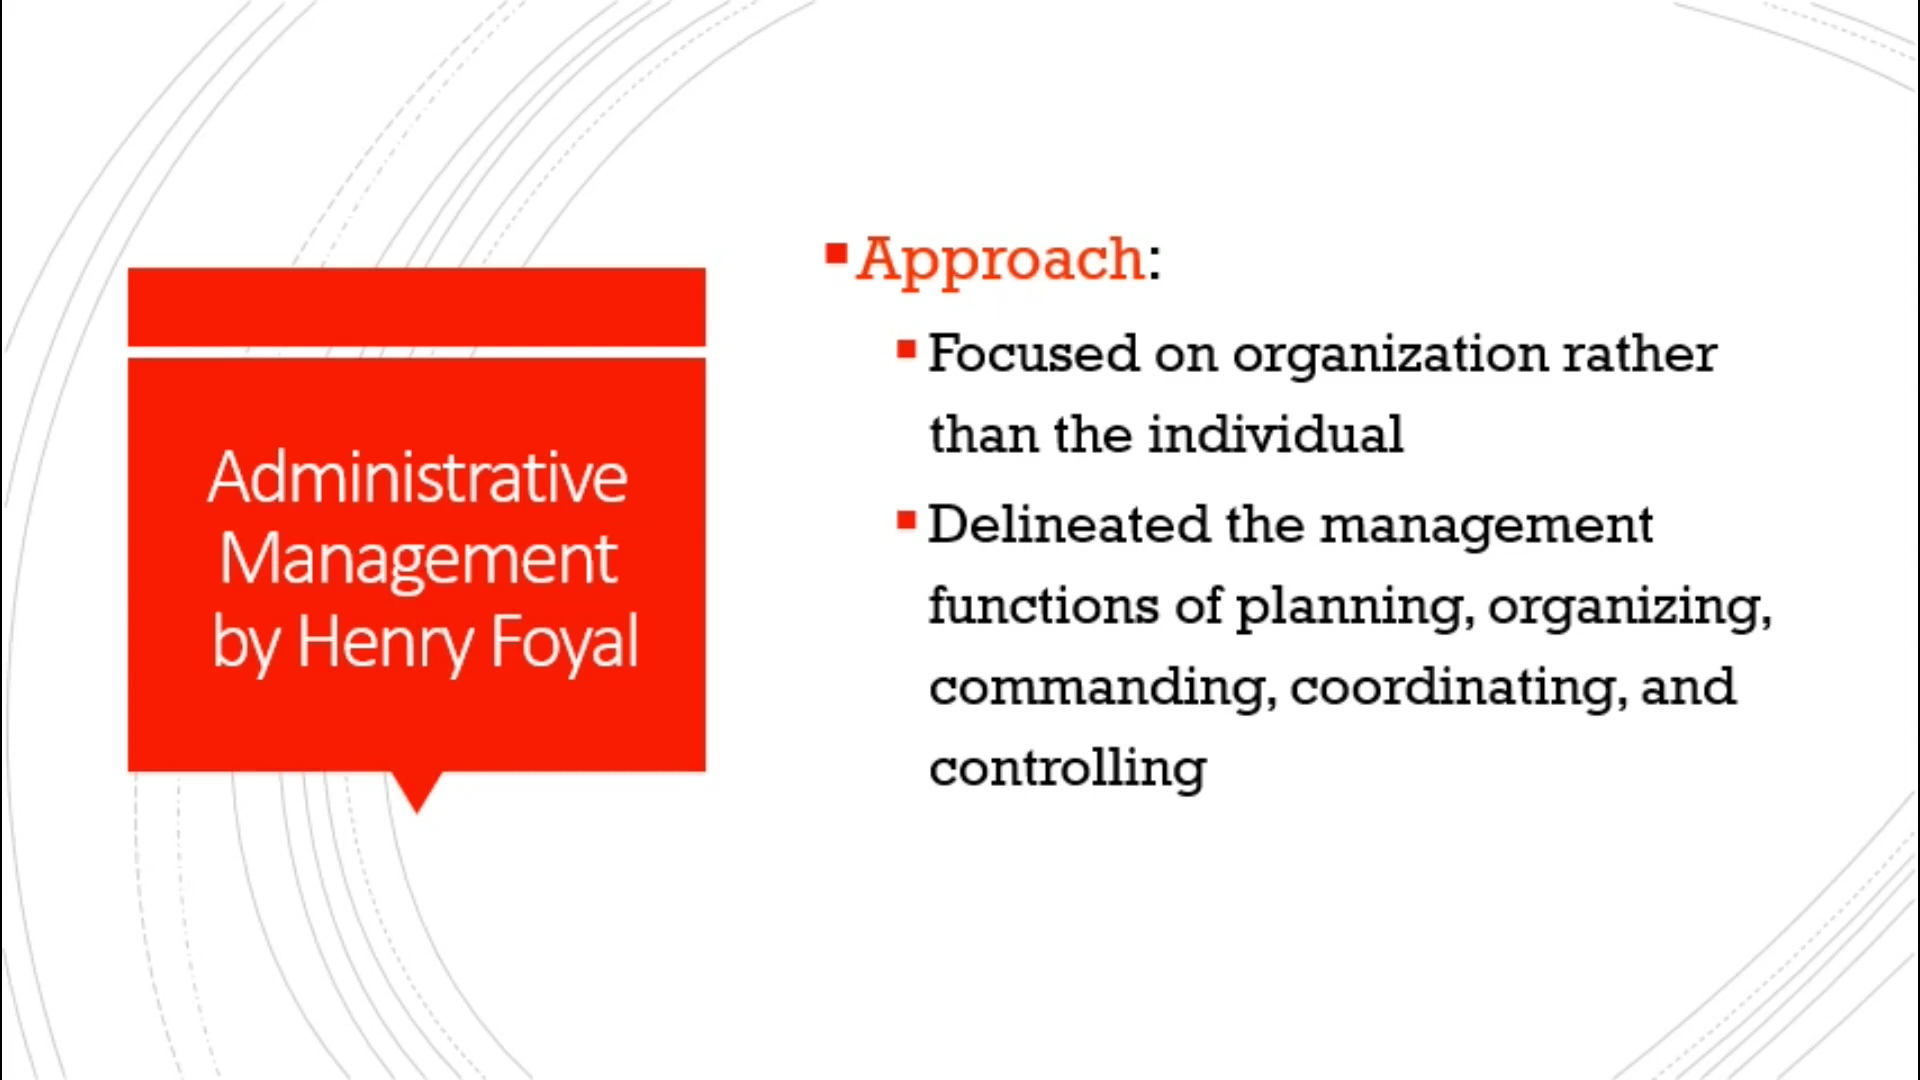 Administrative
Management
by Henry Foyal
Approach:
Focused on organization rather
than the individual
Delineated the management
functions of planning, organizing,
commanding, coordinating, and
controlling